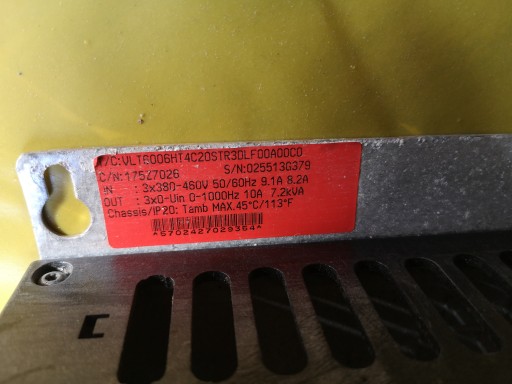 T/C:VLT6006HT4C20STR3DLF00A00C0
C/N:175Z7026 S/N:025513G379
IN : 3x380-460V 50/60Hz 9.1A 8.2A
OUT : 3x0-Uin 0-1000Hz 10A 7.2kVA
Chassis/IP20: Tamb MAX.45°C/113°F
*5702427029354*